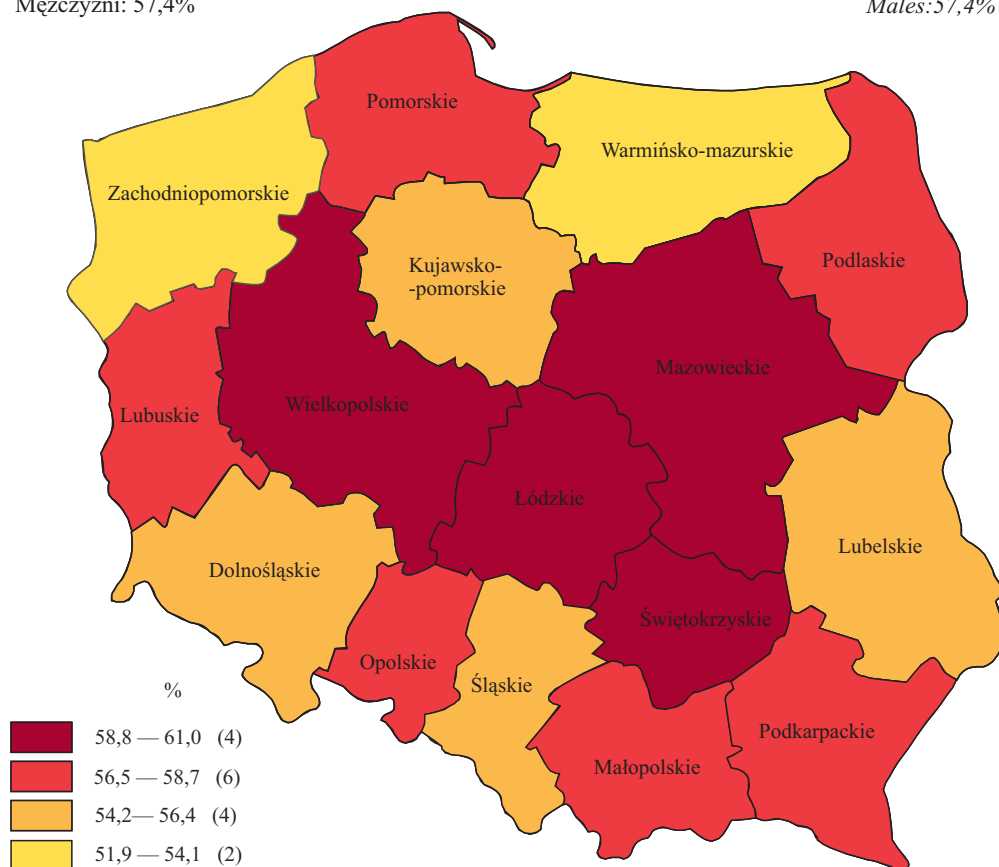 Mężczyźni: 57,4%
Males:57,4%
Pomorskie
Warmińsko-mazurskie
Zachodniopomorskie
Podlaskie
Kujawsko-
-pomorskie
Mazowieckie
Wielkopolskie
Lubuskie
Łódzkie
Lubelskie
Dolnośląskie
Świętokrzyskie
Opolskie
Śląskie
Podkarpackie
Małopolskie
%
58,8 — 61,0 (4)
56,5 — 58,7 (6)
54,2— 56,4 (4)
51,9 — 54,1 (2)